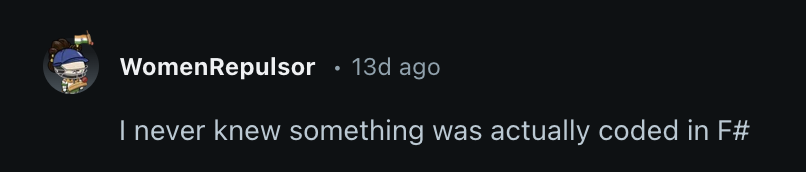 WomenRepulsor • 13d ago
I never knew something was actually coded in F#